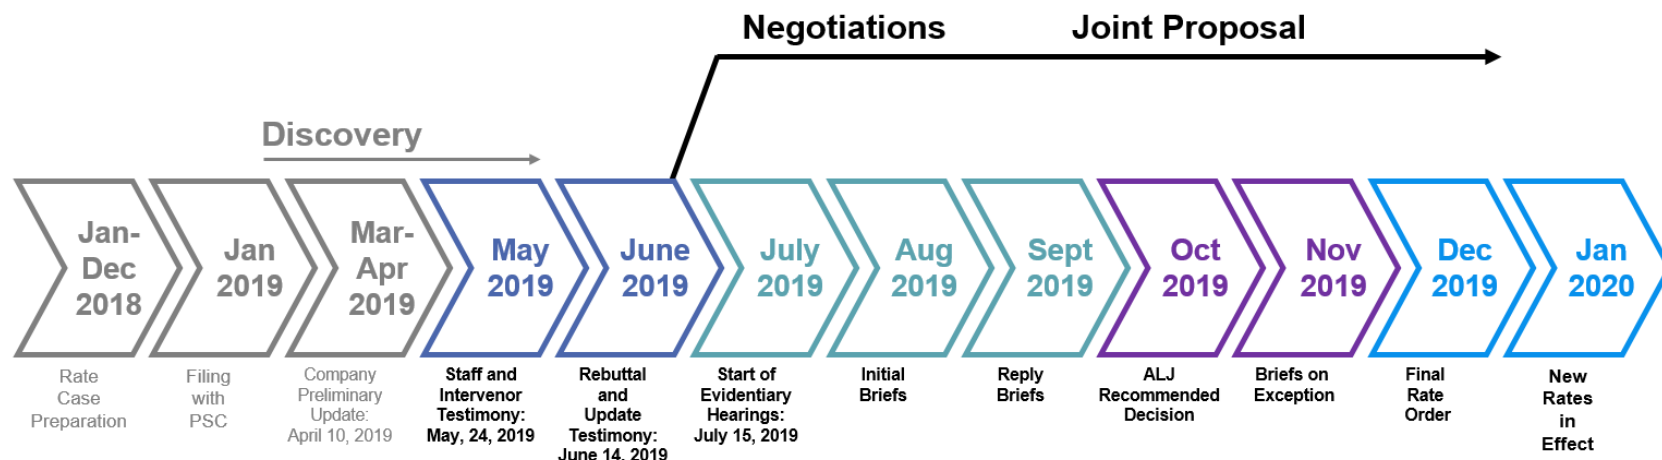 Negotiations
Joint Proposal
Discovery
Jan-
Dec
2018
Jan
2019
Mar-
Apr
2019
May
2019
June
2019
July
2019
Aug
2019
Sept
2019
Oct
2019
Nov
2019
Dec
2019
Jan
2020
Rate
Case
Preparation
Filing
with
PSC
Company
Preliminary
Update:
April 10, 2019
Staff and
Intervenor
Testimony:
May, 24, 2019
Rebuttal
and
Update
Testimony:
June 14, 2019
Start of
Evidentiary
Hearings:
July 15, 2019
Initial
Briefs
Reply
Briefs
ALJ
Recommended
Decision
Briefs on
Exception
Final
Rate
Order
New
Rates
in
Effect